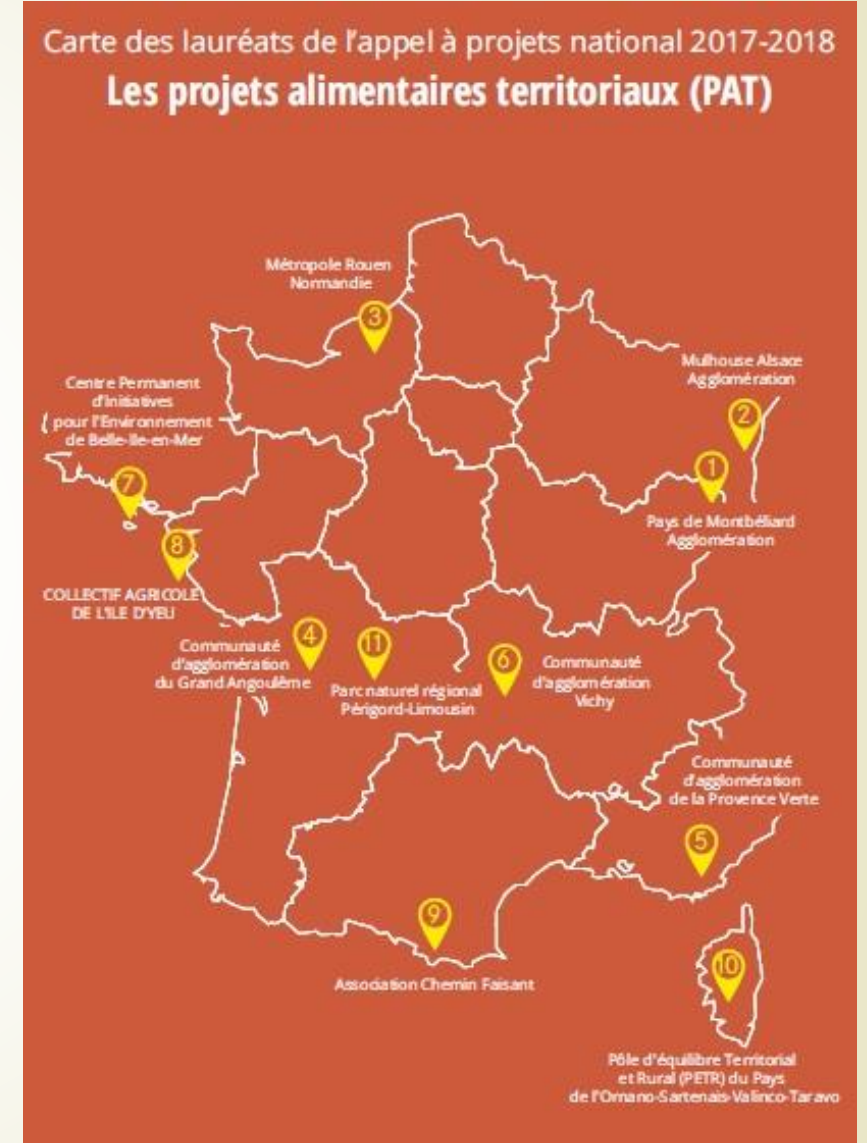 Carte des lauréats de l'appel à projets national 2017-2018
Les projets alimentaires territoriaux (PAT)
Métropole Rouen
Normandie
3
Mulhouse Alsace
Agglomération
2
Centre Permanent
d'Initiatives
pour l'Environnement
de Belle-Ile-en-Mer
7
1
Pays de Montbéliard
Agglomération
8
COLLECTIF AGRICOLE
DE L'ILE D'YEU
4
Communauté
d'agglomération
du Grand Angoulême
11
Parc naturel régional
Périgord-Limousin
6
Communauté
d'agglomération
Vichy
Communauté
d'agglomération
de la Provence Verte
5
9
Association Chemin Faisant
10
Pôle d'équilibre Territorial
et Rural (PETR) du Pays
de l'Ornano-Sartenais-Valinco-Taravo